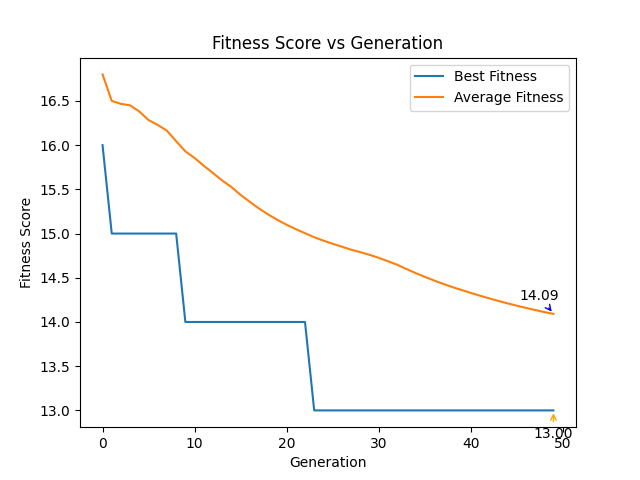 Fitness Score vs Generation
Best Fitness
Average Fitness
Fitness Score
16.5
16.0
15.5
15.0
14.5
14.0
13.5
13.0
14.09
13.00
0 10 20 30 40 50
Generation